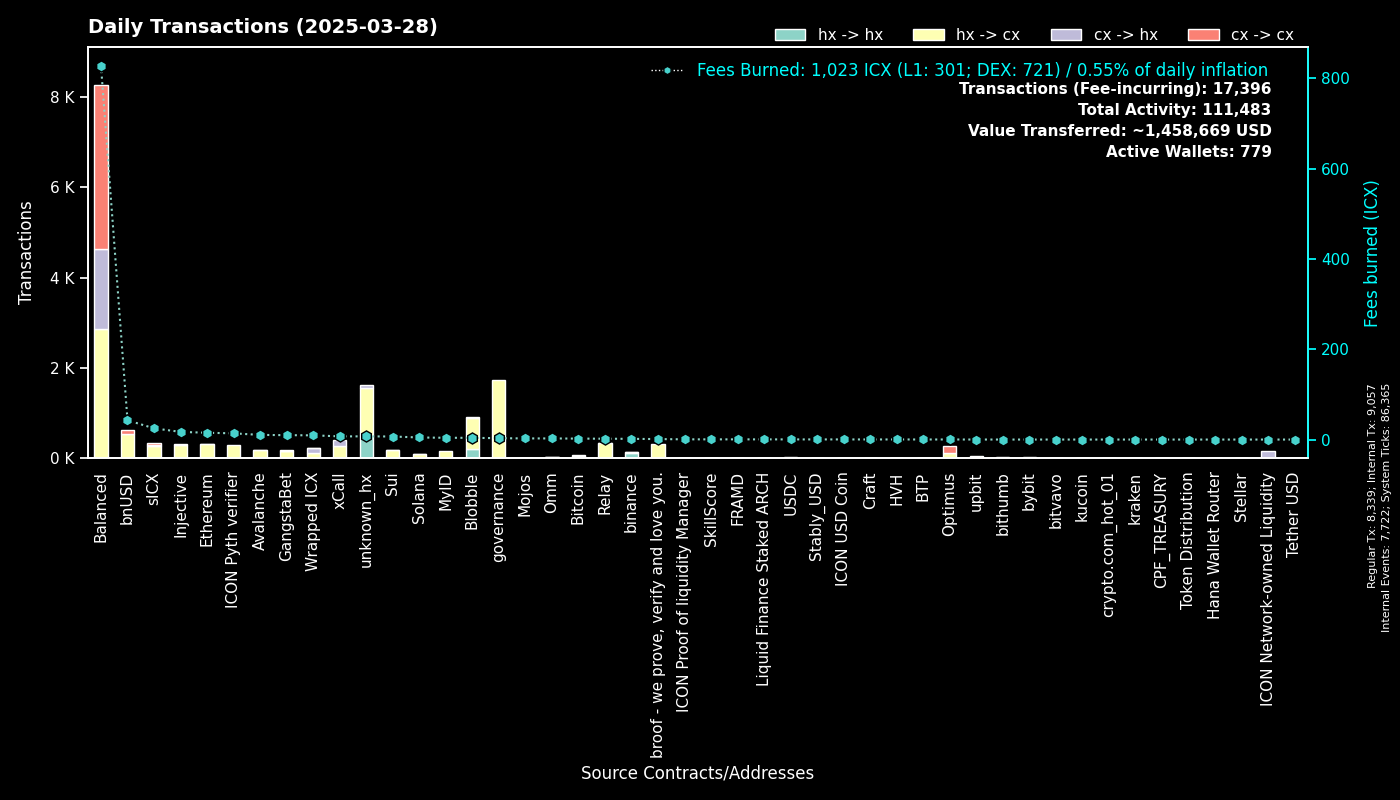 Daily Transactions (2025-03-28)
hx -> hx
hx -> cx
cx -> hx
cx -> cx
Fees Burned: 1,023 ICX (L1: 301; DEX: 721) / 0.55% of daily inflation
Transactions (Fee-incurring): 17,396
Total Activity: 111,483
Value Transferred: ~1,458,669 USD
Active Wallets: 779
Transactions
8 K
6 K
4 K
2 K
0 K
800
600
400
200
0
Fees burned (ICX)
Regular Tx: 8,339; Internal Tx: 9,057
Internal Events: 7,722; System Ticks: 86,365
Balanced
bnUSD
sICX
Injective
Ethereum
ICON Pyth verifier
Avalanche
GangstaBet
Wrapped ICX
xCall
unknown_hx
Sui
Solana
MyID
Blobble
governance
Mojos
Omm
Bitcoin
Relay
binance
broof - we prove, verify and love you.
ICON Proof of liquidity Manager
SkillScore
FRAMD
Liquid Finance Staked ARCH
USDC
Stably_USD
ICON USD Coin
Craft
HVH
BTP
Optimus
upbit
bithumb
bybit
bitvavo
kucoin
crypto.com_hot_01
kraken
CPF_TREASURY
Token Distribution
Hana Wallet Router
Stellar
ICON Network-owned Liquidity
Tether USD
Source Contracts/Addresses